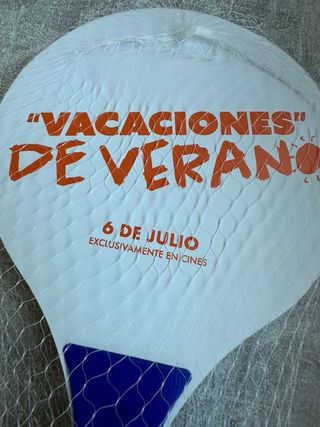 "VACACIONES"
DE VERANO
6 DE JULIO
EXCLUSIVAMENTE EN CINES